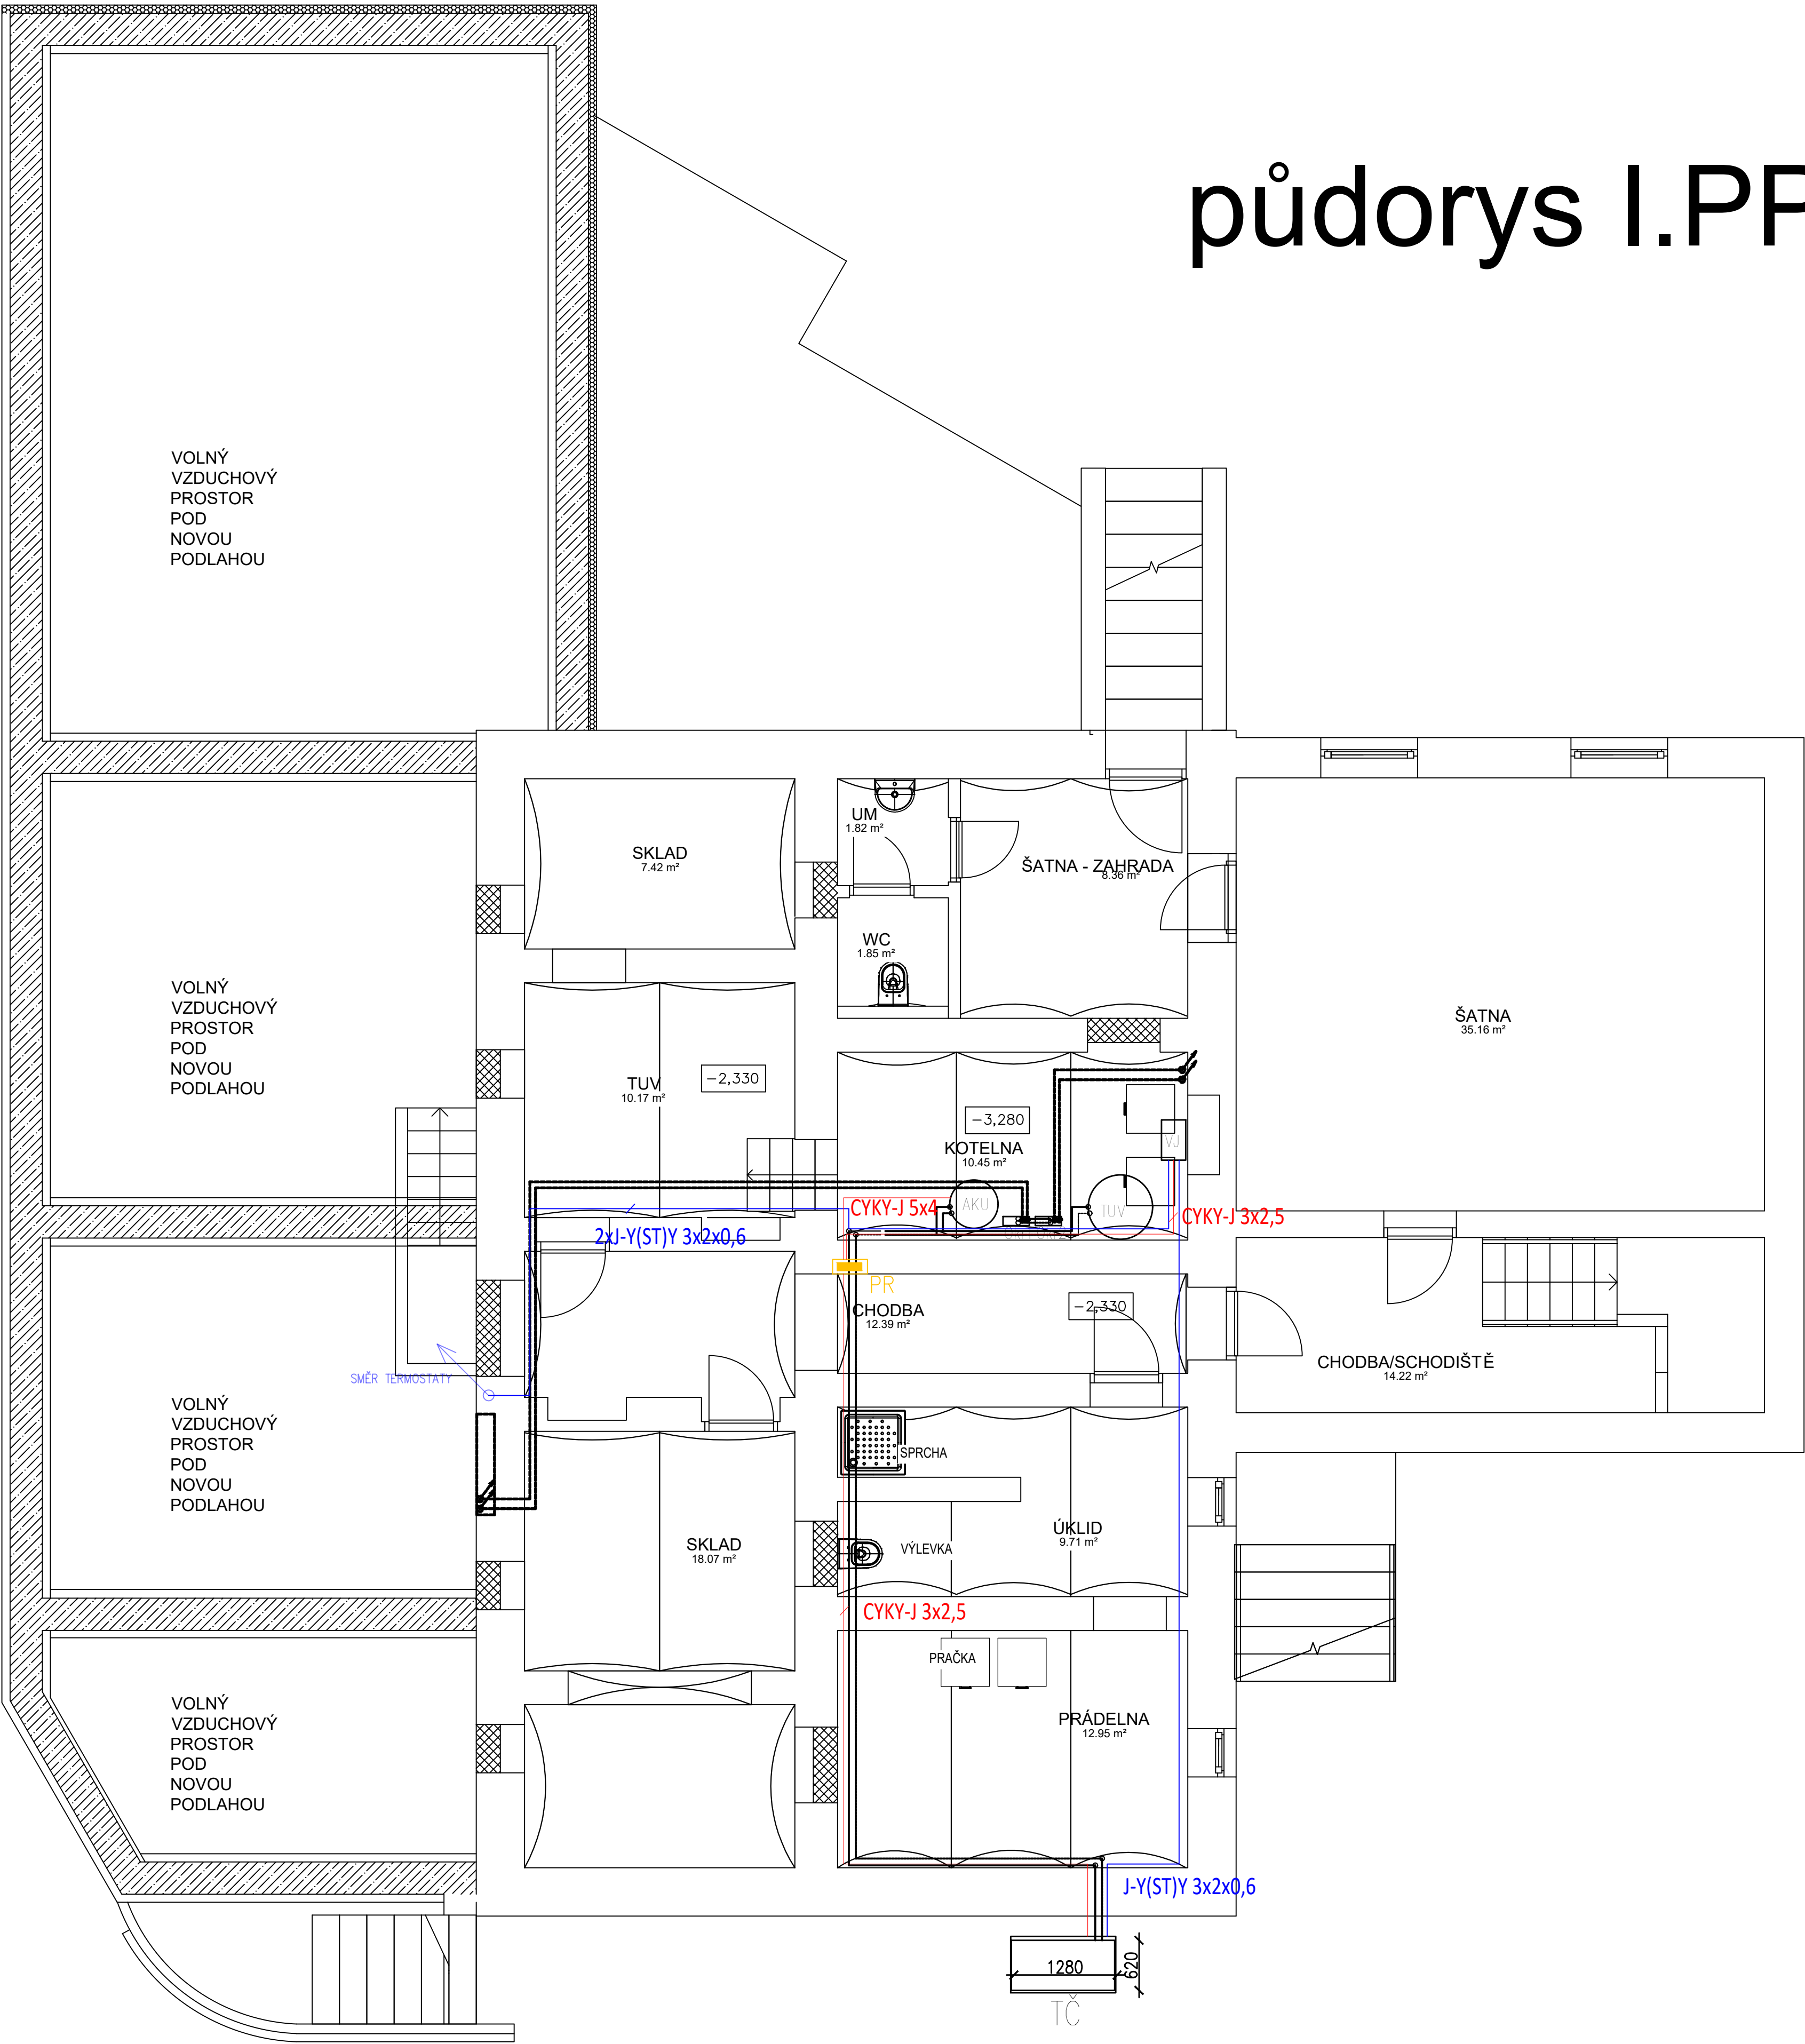 půdorys I.PP
VOLNÝ
VZDUCHOVÝ
PROSTOR
POD
NOVOU
PODLAHOU
SKLAD
7.42 m²
UM
1.82 m²
ŠATNA - ZAHRADA
8.36 m²
WC
1.85 m²
VOLNÝ
VZDUCHOVÝ
PROSTOR
POD
NOVOU
PODLAHOU
ŠATNA
35.16 m²
TUV
10.17 m²
-2,330
-3,280
KOTELNA
10.45 m²
VJ
AKU
TUV
CYKY-J 5x4
CYKY-J 3x2,5
2xJ-Y(ST)Y 3x2x0,6
PR
CHODBA
12.39 m²
-2,330
CHODBA/SCHODIŠTĚ
14.22 m²
SMĚR TERMOSTATY
VOLNÝ
VZDUCHOVÝ
PROSTOR
POD
NOVOU
PODLAHOU
SPRCHA
SKLAD
18.07 m²
VÝLEVKA
ÚKLID
9.71 m²
CYKY-J 3x2,5
PRAČKA
PRÁDELNA
12.95 m²
VOLNÝ
VZDUCHOVÝ
PROSTOR
POD
NOVOU
PODLAHOU
J-Y(ST)Y 3x2x0,6
1280
620
TČ